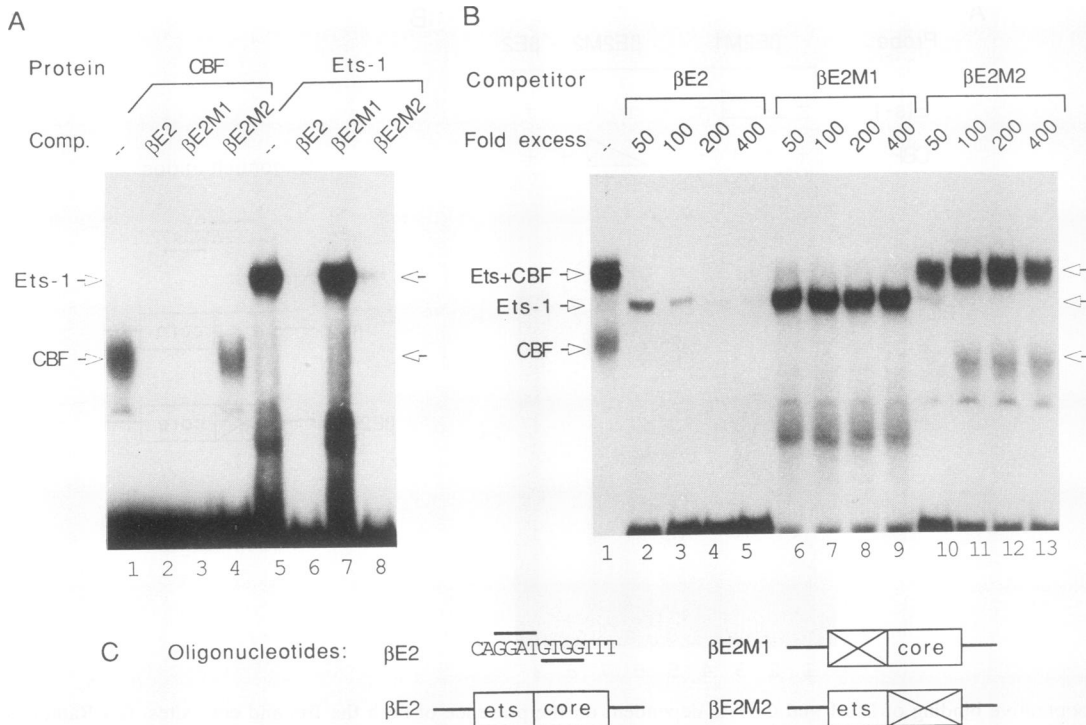 A
Protein CBF Ets-1
Comp. -- βE2 βE2M1 βE2M2 -- βE2 βE2M1 βE2M2
Ets-1
CBF
1 2 3 4 5 6 7 8
B
Competitor βE2 βE2M1 βE2M2
Fold excess - 50 100 200 400 50 100 200 400 50 100 200 400
Ets+CBF
Ets-1
CBF
1 2 3 4 5 6 7 8 9 10 11 12 13
C Oligonucleotides: βE2 CAGGATGTGGTTT βE2M1 core
βE2 ets core βE2M2 ets